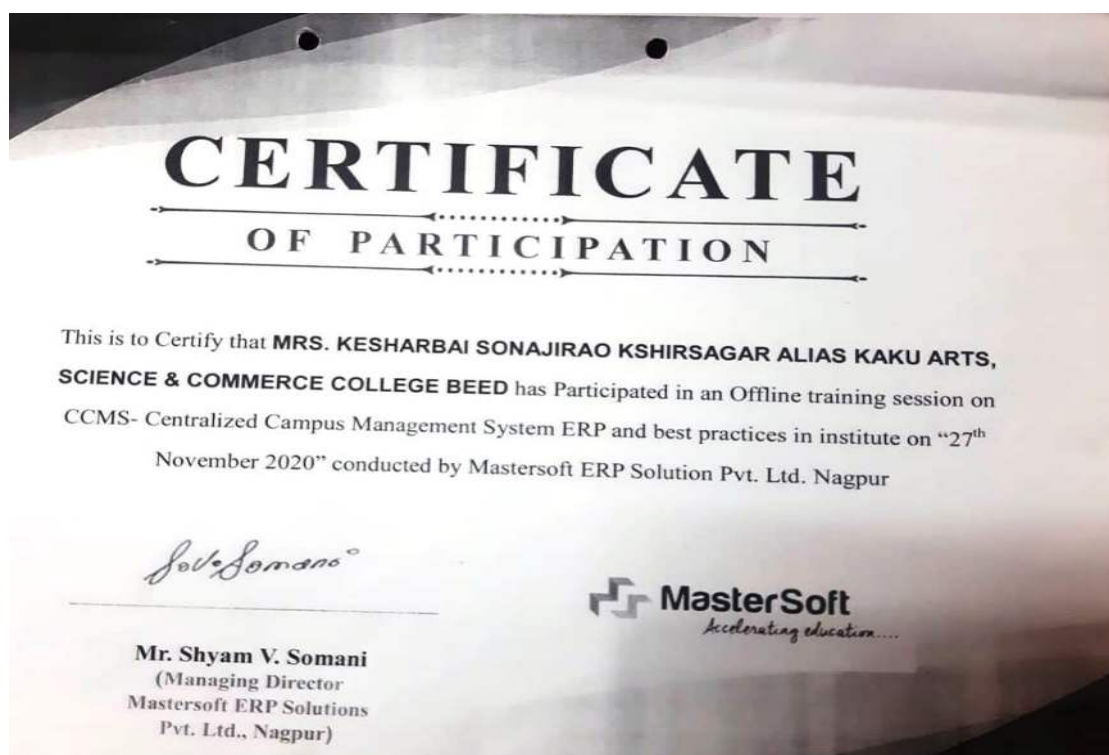 CERTIFICATE
OF PARTICIPATION
This is to Certify that MRS. KESHARBAI SONAJIRAO KSHIRSAGAR ALIAS KAKU ARTS,
SCIENCE & COMMERCE COLLEGE BEED has Participated in an Offline training session on
CCMS- Centralized Campus Management System ERP and best practices in institute on “27th
November 2020” conducted by Mastersoft ERP Solution Pvt. Ltd. Nagpur
MasterSoft
Accelerating education....
Mr. Shyam V. Somani
(Managing Director
Mastersoft ERP Solutions
Pvt. Ltd., Nagpur)